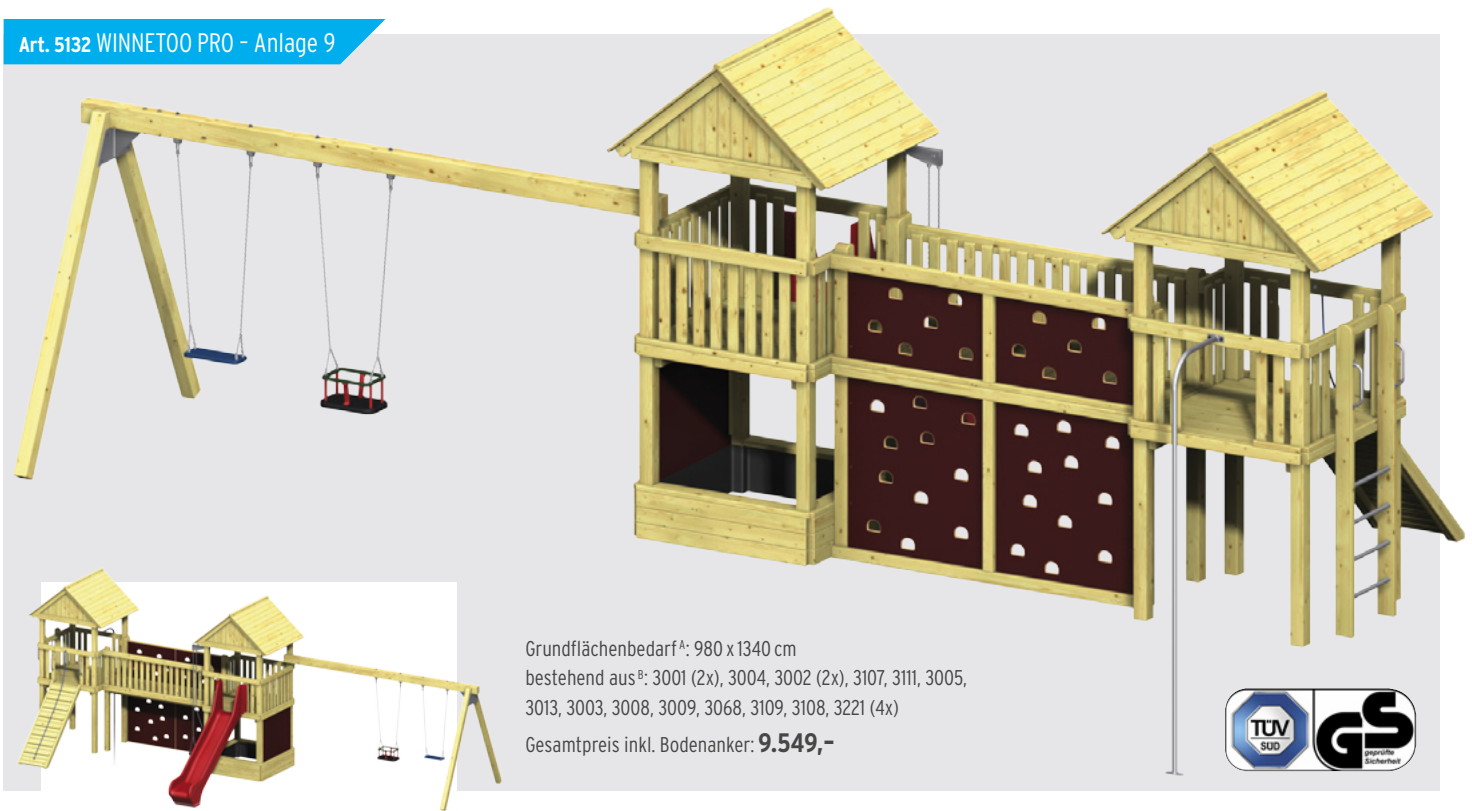 Art. 5132 WINNETOO PRO – Anlage 9
Grundflächenbedarf ᴬ: 980 x 1340 cm
bestehend aus ᴮ: 3001 (2x), 3004, 3002 (2x), 3107, 3111, 3005,
3013, 3003, 3008, 3009, 3068, 3109, 3108, 3221 (4x)
Gesamtpreis inkl. Bodenanker: 9.549,–
TÜV
SÜD
GS
geprüfte
Sicherheit